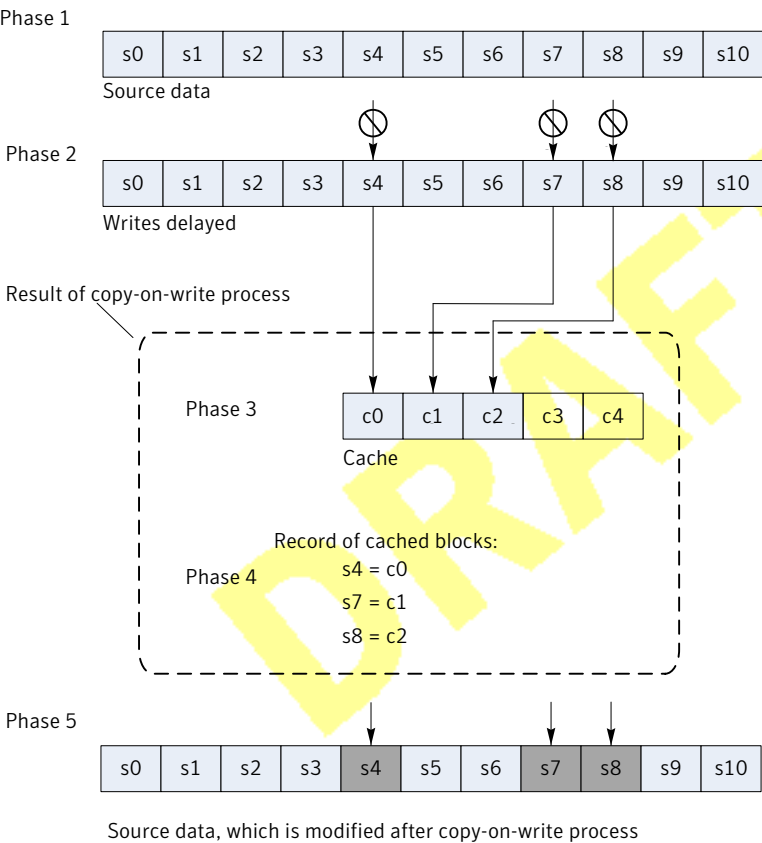 Phase 1
s0 s1 s2 s3 s4 s5 s6 s7 s8 s9 s10
Source data
Phase 2
s0 s1 s2 s3 s4 s5 s6 s7 s8 s9 s10
Writes delayed
Result of copy-on-write process
Phase 3
c0 c1 c2 c3 c4
Cache
Record of cached blocks:
Phase 4
s4 = c0
s7 = c1
s8 = c2
Phase 5
s0 s1 s2 s3 s4 s5 s6 s7 s8 s9 s10
Source data, which is modified after copy-on-write process
DRAFT